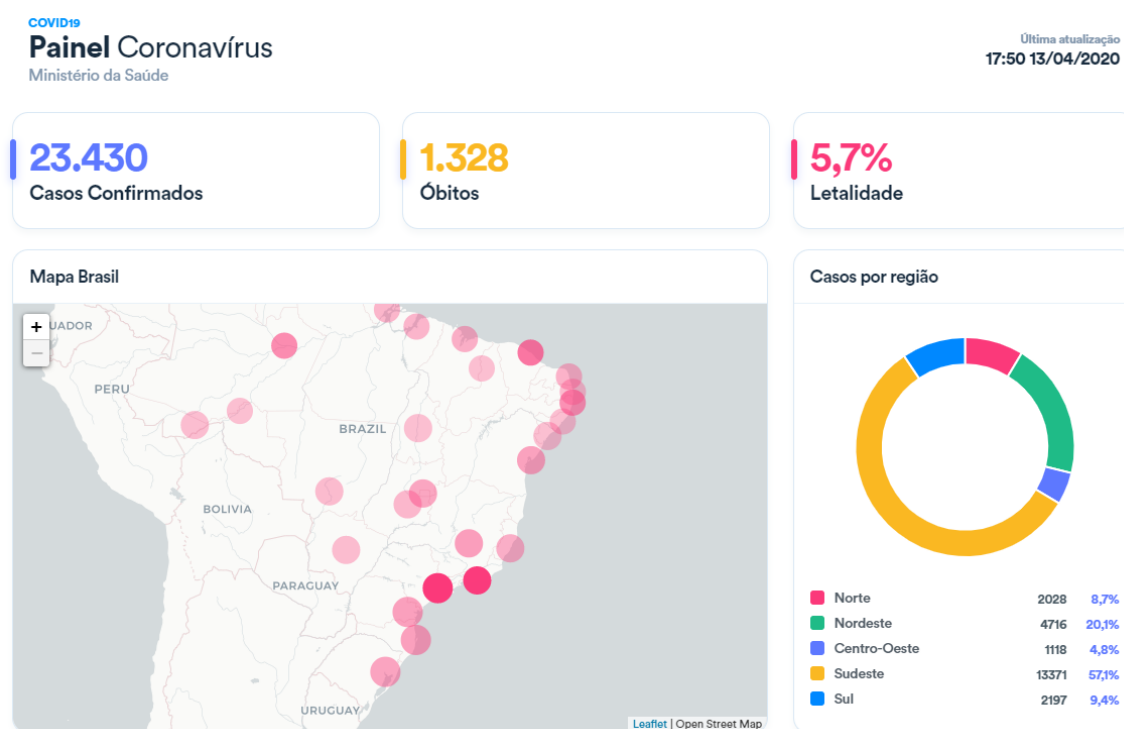 COVID19
Painel Coronavírus
Ministério da Saúde
Última atualização
17:50 13/04/2020
23.430
Casos Confirmados
1.328
Óbitos
5,7%
Letalidade
Mapa Brasil
+
−
UADOR
PERU
BRAZIL
BOLIVIA
PARAGUAY
URUGUAY
Leaflet | Open Street Map
Casos por região
Norte 2028 8,7%
Nordeste 4716 20,1%
Centro-Oeste 1118 4,8%
Sudeste 13371 57,1%
Sul 2197 9,4%